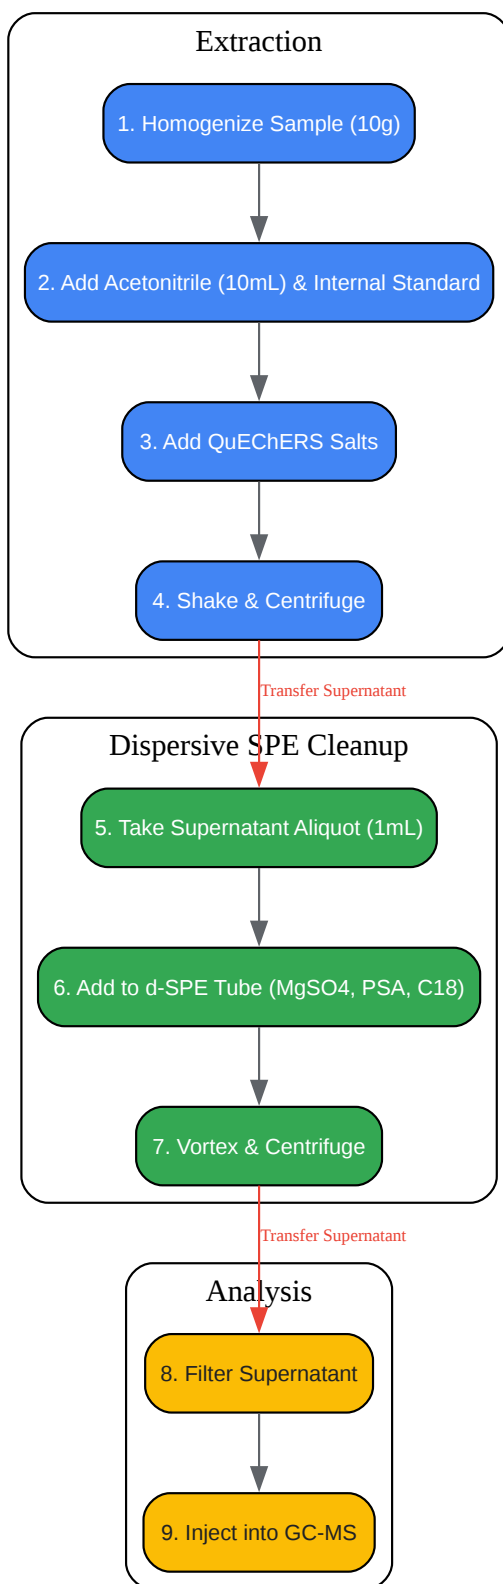 Extraction
1. Homogenize Sample (10g)
2. Add Acetonitrile (10mL) & Internal Standard
3. Add QuEChERS Salts
4. Shake & Centrifuge
Transfer Supernatant
Dispersive SPE Cleanup
5. Take Supernatant Aliquot (1mL)
6. Add to d-SPE Tube (MgSO4, PSA, C18)
7. Vortex & Centrifuge
Transfer Supernatant
Analysis
8. Filter Supernatant
9. Inject into GC-MS